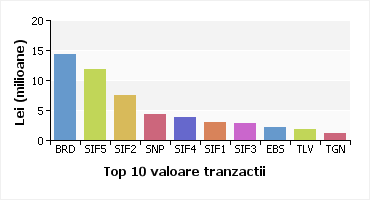 Lei (milioane)
20
15
10
5
0
BRD SIF5 SIF2 SNP SIF4 SIF1 SIF3 EBS TLV TGN
Top 10 valoare tranzactii